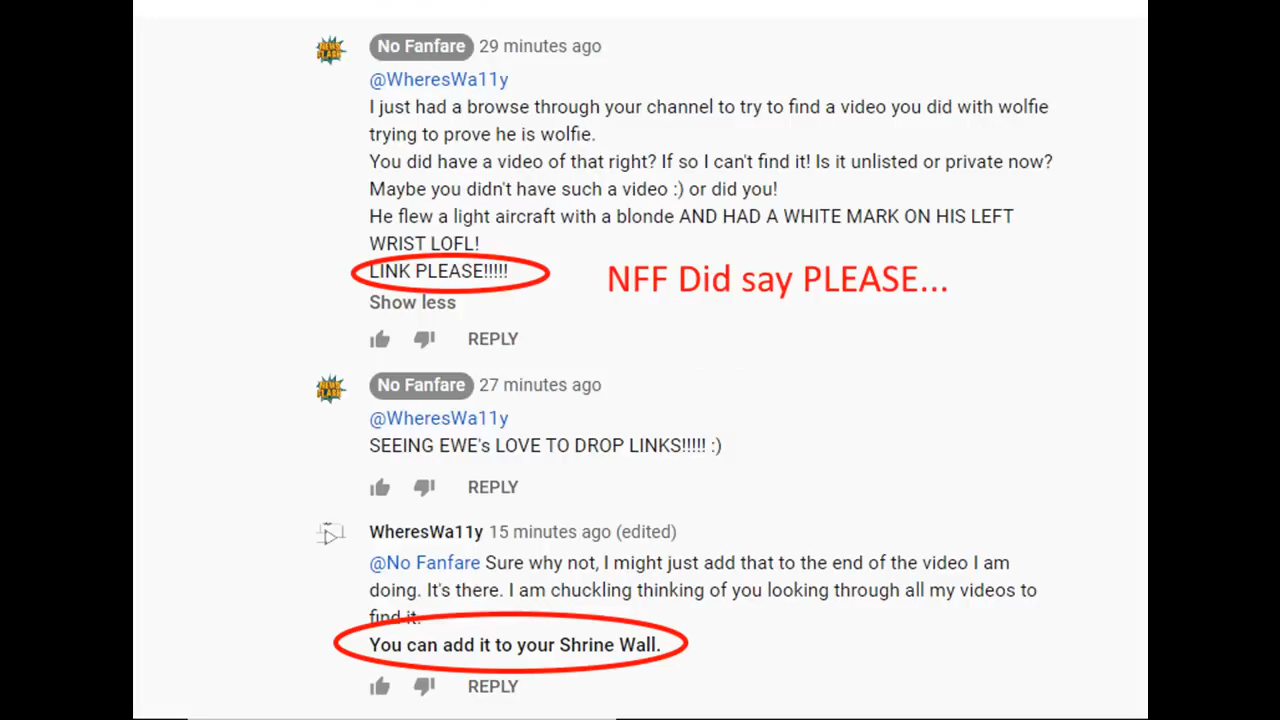 No Fanfare 29 minutes ago
@WheresWa11y
I just had a browse through your channel to try to find a video you did with wolfie
trying to prove he is wolfie.
You did have a video of that right? If so I can't find it! Is it unlisted or private now?
Maybe you didn't have such a video :) or did you!
He flew a light aircraft with a blonde AND HAD A WHITE MARK ON HIS LEFT
WRIST LOFL!
LINK PLEASE!!!!!
NFF Did say PLEASE...
Show less
REPLY
NEWS FLASH
No Fanfare 27 minutes ago
@WheresWa11y
SEEING EWE's LOVE TO DROP LINKS!!!!! :)
REPLY
WheresWa11y 15 minutes ago (edited)
@No Fanfare Sure why not, I might just add that to the end of the video I am
doing. It's there. I am chuckling thinking of you looking through all my videos to
find it.
You can add it to your Shrine Wall.
REPLY